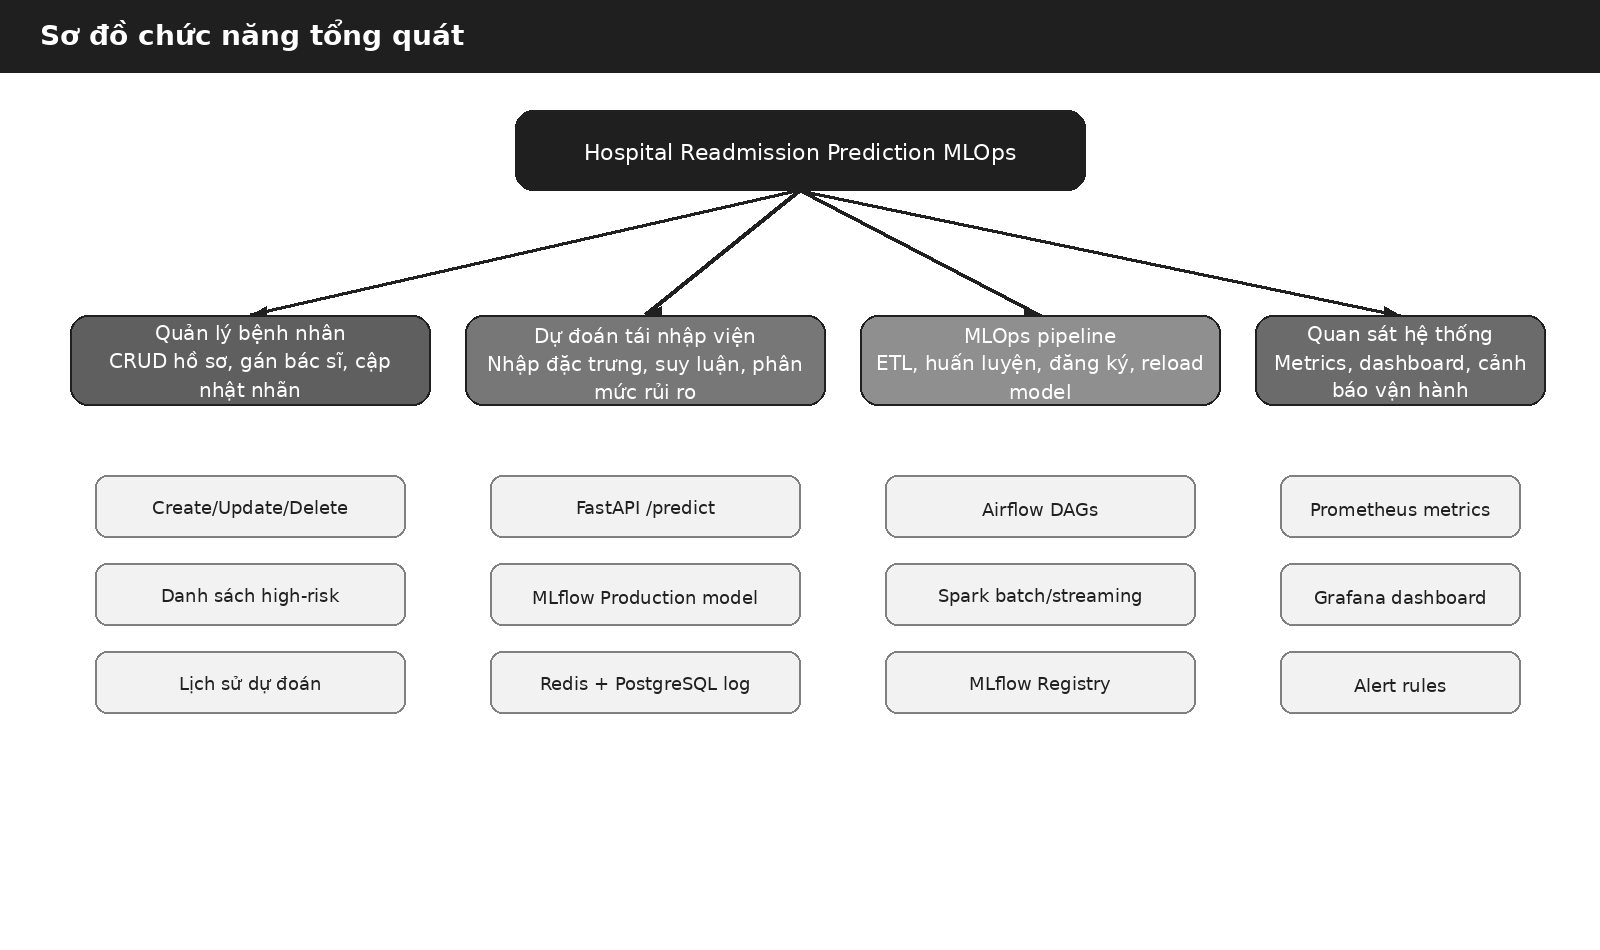 Sơ đồ chức năng tổng quát
Hospital Readmission Prediction MLOps
Quản lý bệnh nhân
CRUD hồ sơ, gán bác sĩ, cập
nhật nhãn
Dự đoán tái nhập viện
Nhập đặc trưng, suy luận, phân
mức rủi ro
MLOps pipeline
ETL, huấn luyện, đăng ký, reload
model
Quan sát hệ thống
Metrics, dashboard, cảnh
báo vận hành
Create/Update/Delete
FastAPI /predict
Airflow DAGs
Prometheus metrics
Danh sách high-risk
MLflow Production model
Spark batch/streaming
Grafana dashboard
Lịch sử dự đoán
Redis + PostgreSQL log
MLflow Registry
Alert rules